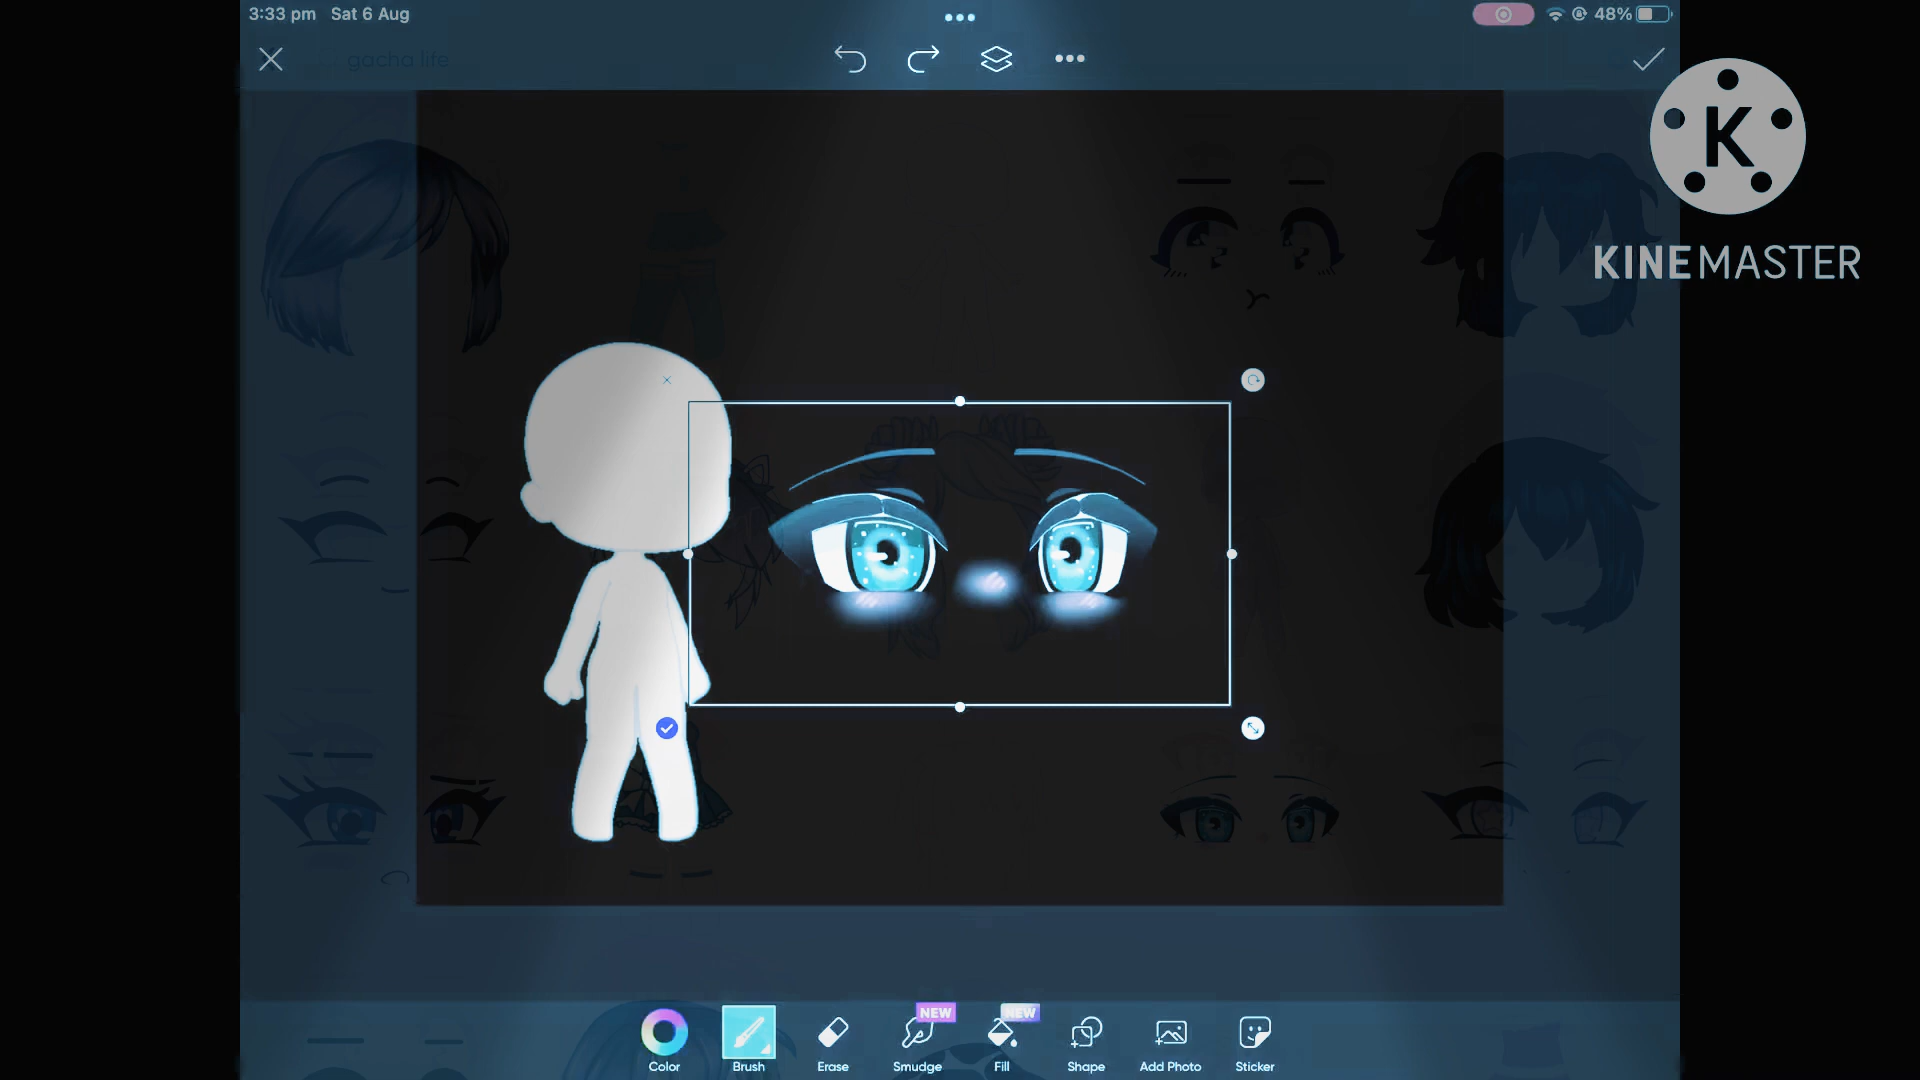 3:33 pm Sat 6 Aug
48%
gacha life
K
KINEMASTER
NEW
NEW
Color
Brush
Erase
Smudge
Fill
Shape
Add Photo
Sticker